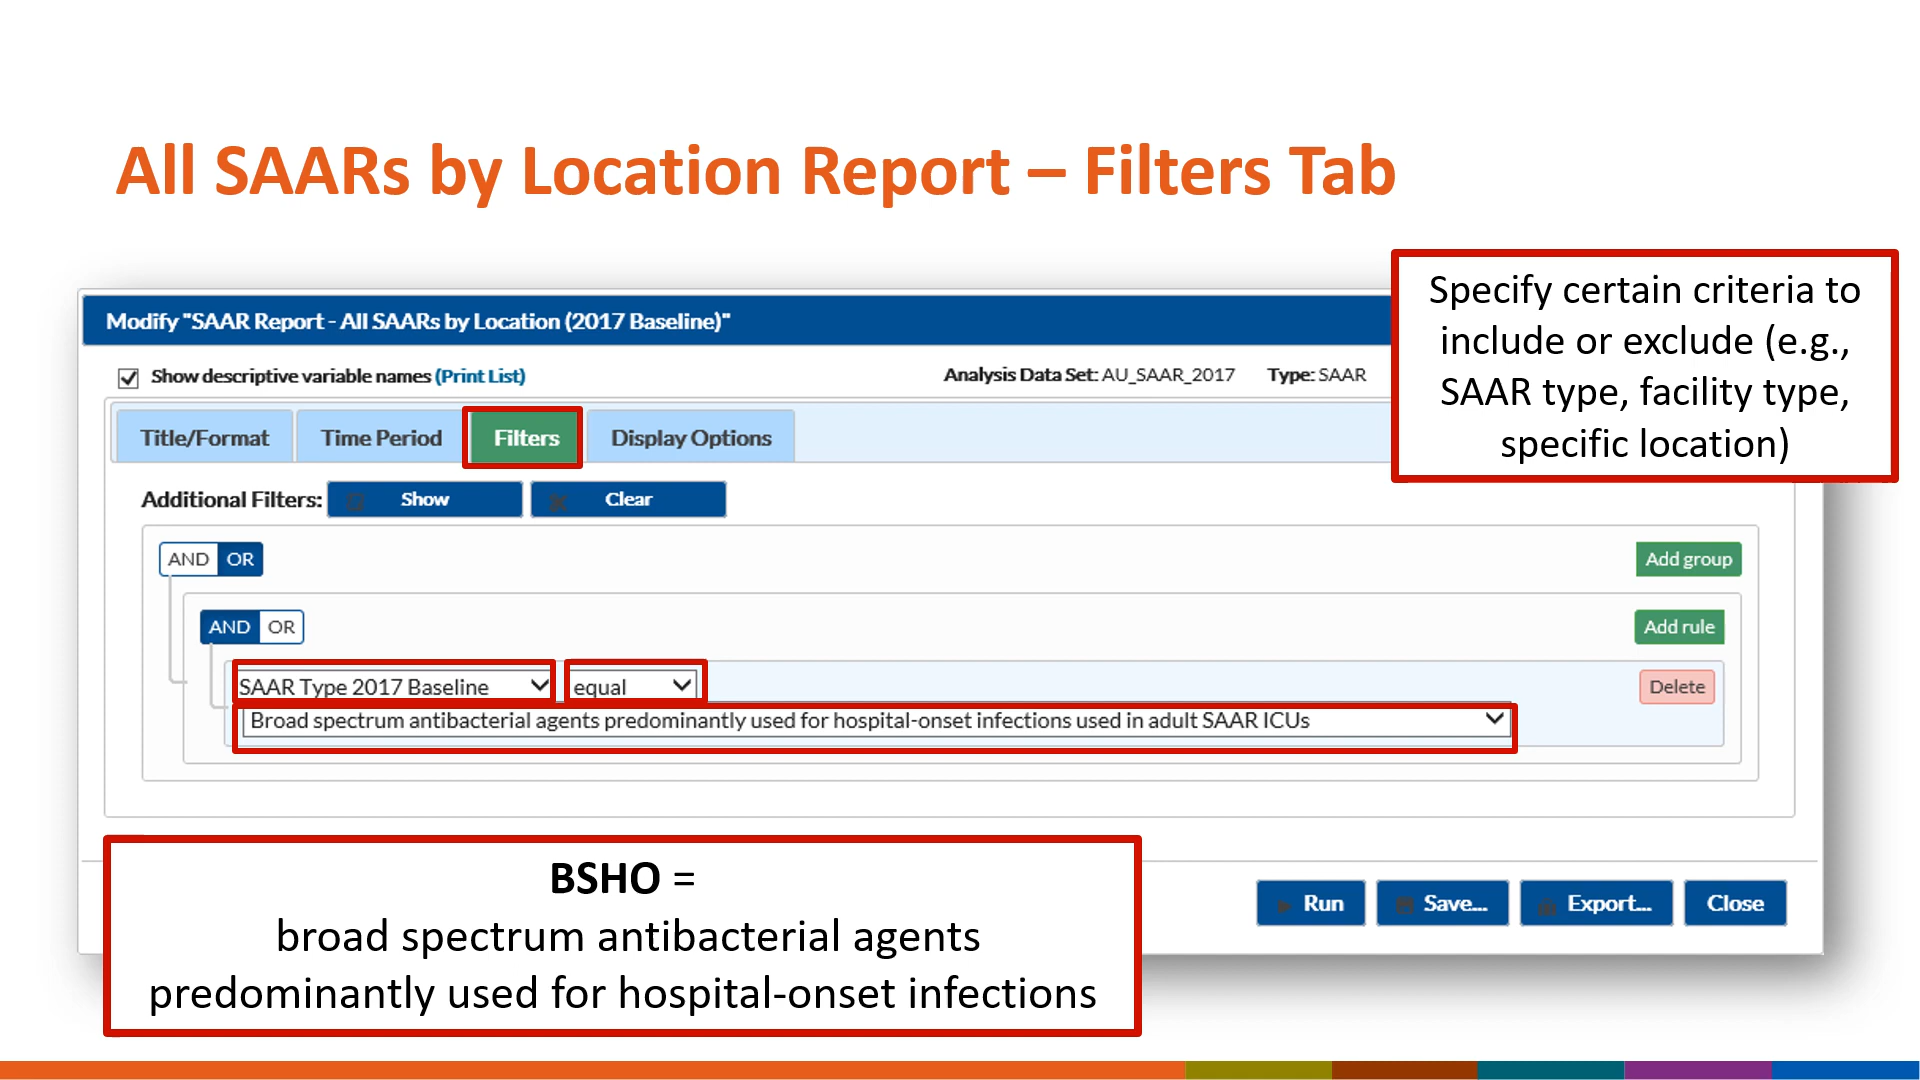 All SAARs by Location Report – Filters Tab
Specify certain criteria to
include or exclude (e.g.,
SAAR type, facility type,
specific location)
Modify "SAAR Report - All SAARs by Location (2017 Baseline)"
Show descriptive variable names (Print List)
Analysis Data Set: AU_SAAR_2017 Type: SAAR
Title/Format Time Period Filters Display Options
Additional Filters: Show Clear
AND OR Add group
AND OR Add rule
SAAR Type 2017 Baseline equal Delete
Broad spectrum antibacterial agents predominantly used for hospital-onset infections used in adult SAAR ICUs
BSHO =
broad spectrum antibacterial agents
predominantly used for hospital-onset infections
Run Save... Export... Close